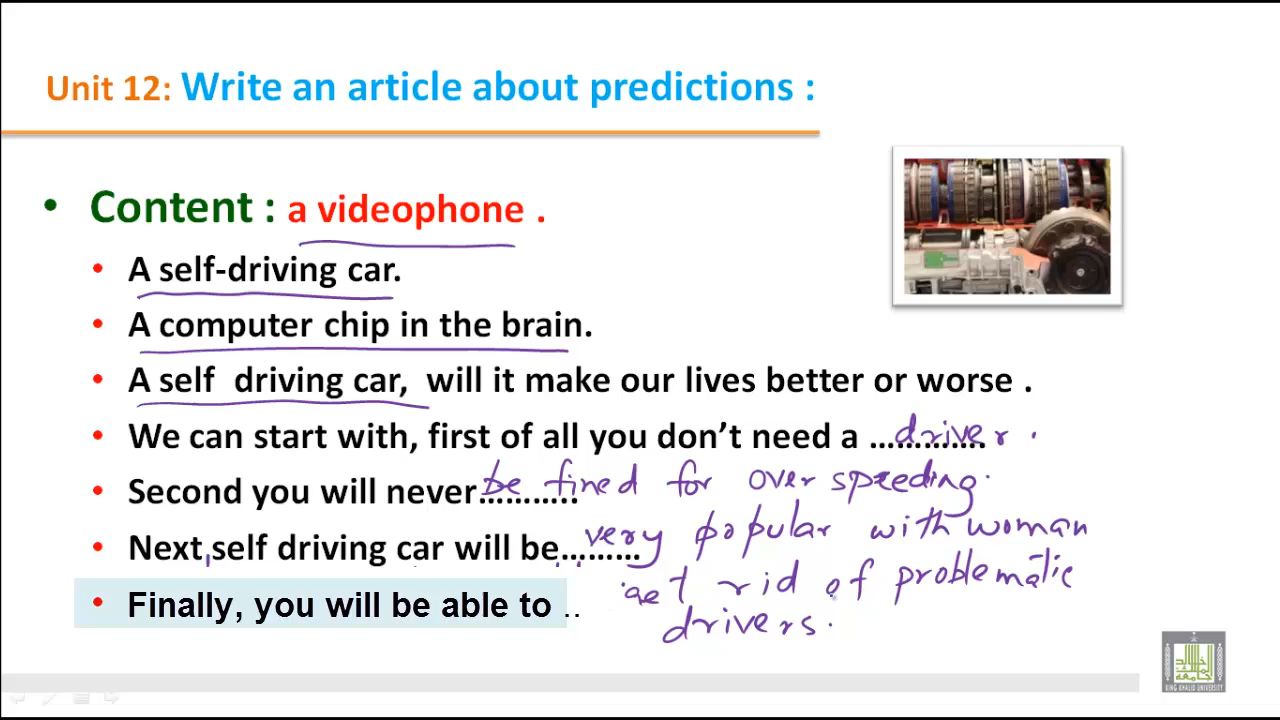 Unit 12: Write an article about predictions :
• Content : a videophone .
• A self-driving car.
• A computer chip in the brain.
• A self driving car, will it make our lives better or worse .
• We can start with, first of all you don't need a ............. driver .
• Second you will never........... be fined for over speeding.
• Next,self driving car will be......... very popular with woman
• Finally, you will be able to .. get rid of problematic
drivers.
KING KHALID UNIVERSITY